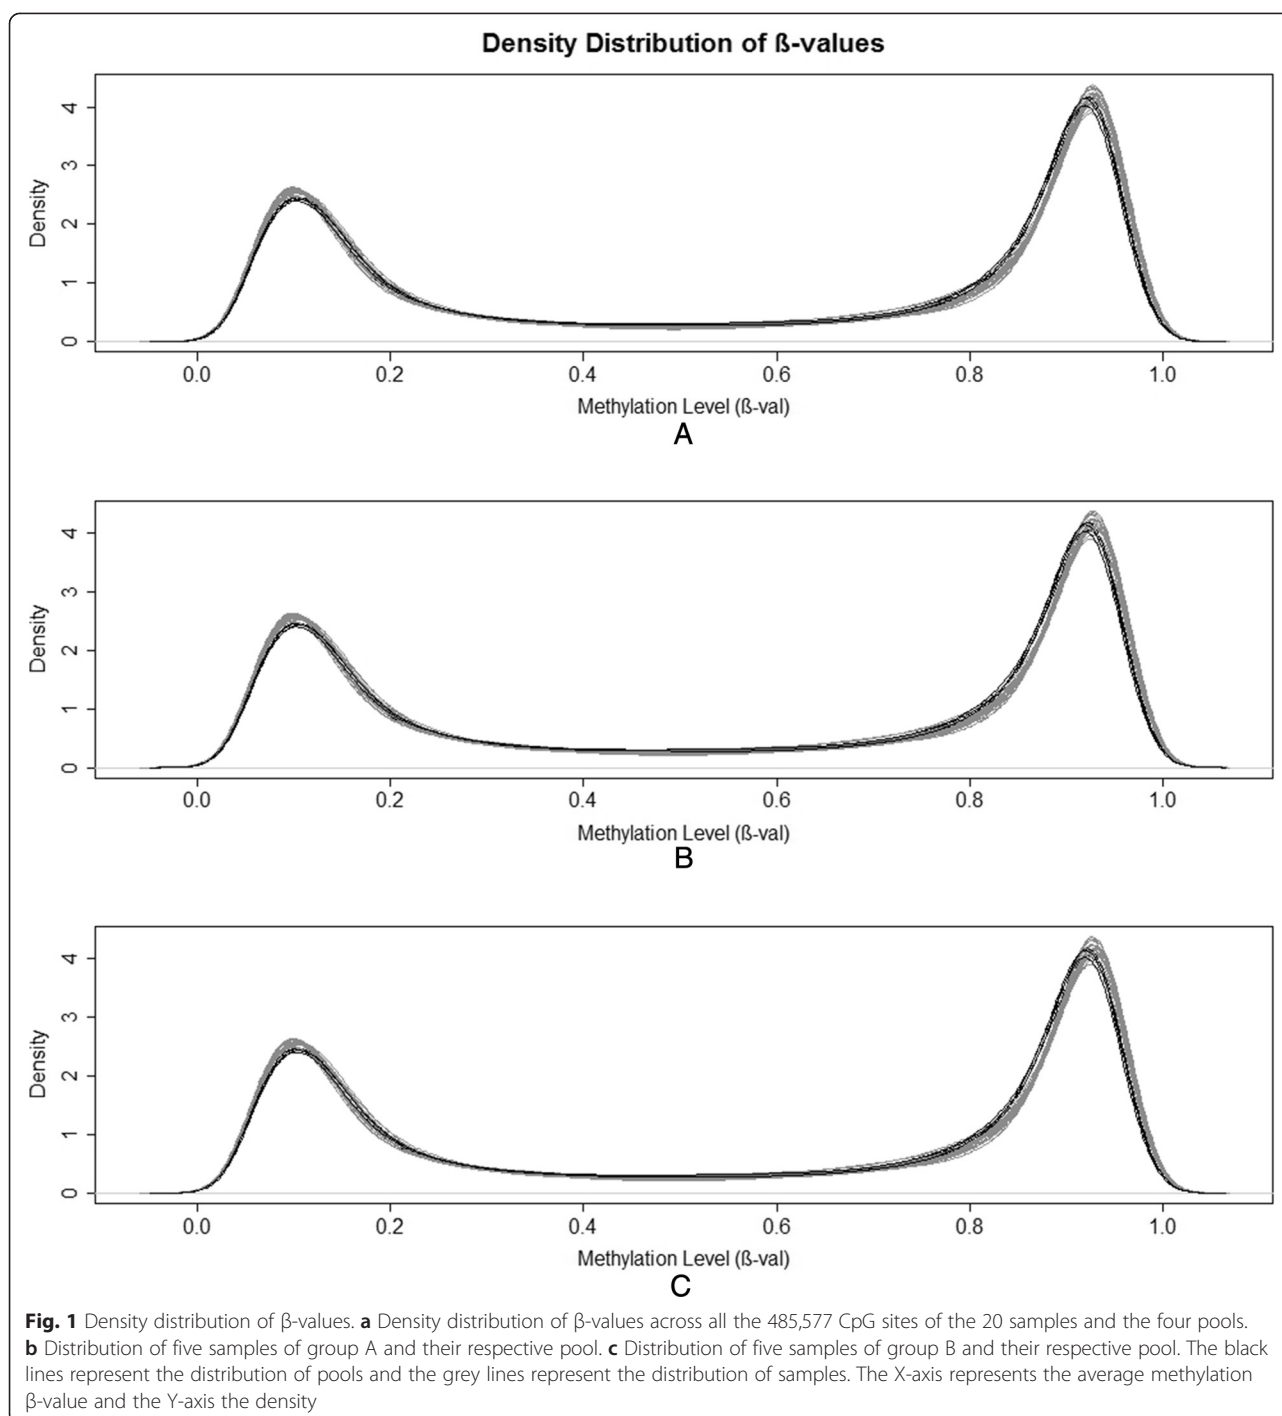 Density Distribution of ß-values
4
3
2
1
0
Density
0.0 0.2 0.4 0.6 0.8 1.0
Methylation Level (ß-val)
A
4
3
2
1
0
Density
0.0 0.2 0.4 0.6 0.8 1.0
Methylation Level (ß-val)
B
4
3
2
1
0
Density
0.0 0.2 0.4 0.6 0.8 1.0
Methylation Level (ß-val)
C
Fig. 1 Density distribution of β-values. a Density distribution of β-values across all the 485,577 CpG sites of the 20 samples and the four pools.
b Distribution of five samples of group A and their respective pool. c Distribution of five samples of group B and their respective pool. The black
lines represent the distribution of pools and the grey lines represent the distribution of samples. The X-axis represents the average methylation
β-value and the Y-axis the density